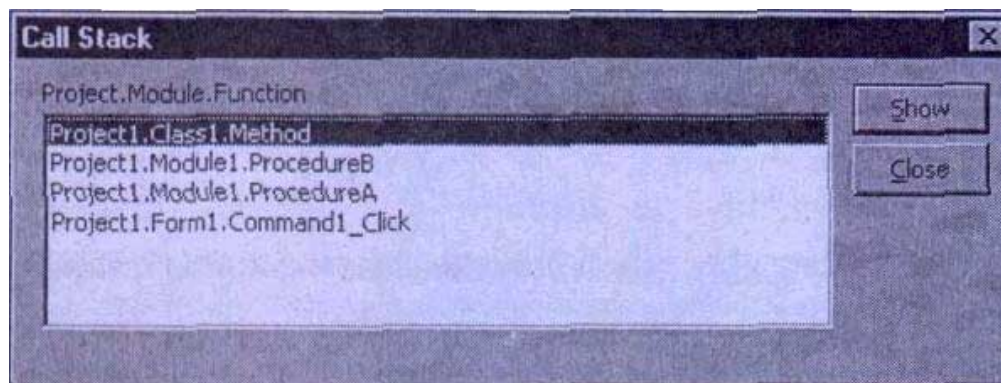 Call Stack
Project.Module.Function
Project1.Class1.Method
Project1.Module1.ProcedureB
Project1.Module1.ProcedureA
Project1.Form1.Command1_Click
Show
Close